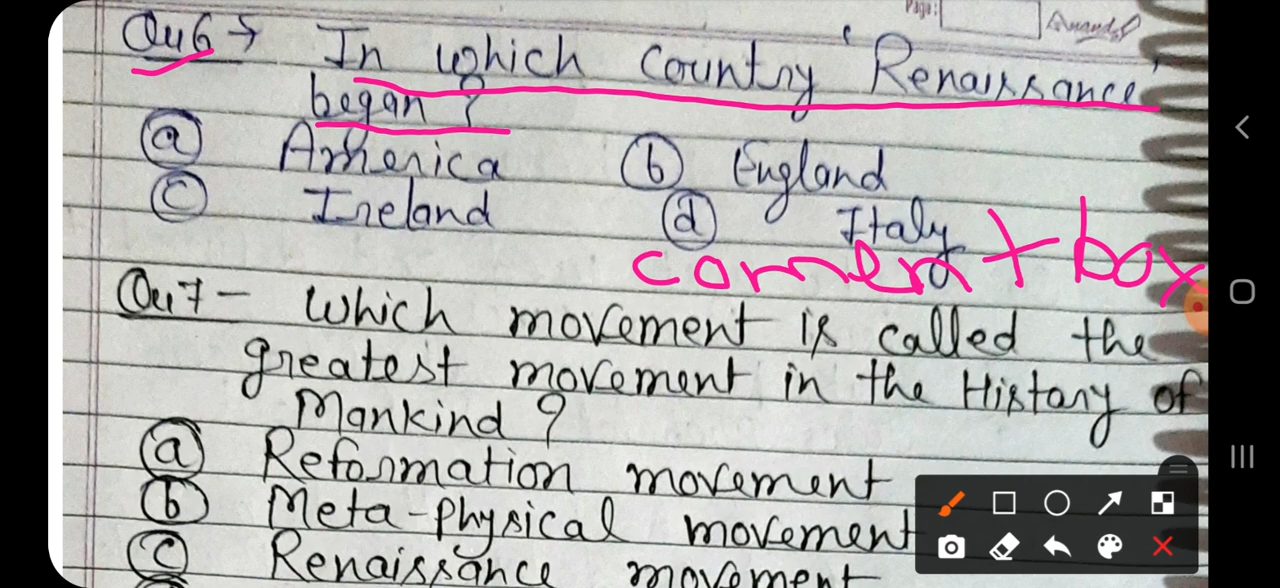 Page:
Anand
Qu6 → In which country 'Renaissance'
began ?
(a) America (b) England
(c) Ireland (d) Italy
comment box
Qu7 - Which movement is called the
greatest movement in the History of
Mankind ?
(a) Reformation movement
(b) Meta-physical movement
(c) Renaissance movement